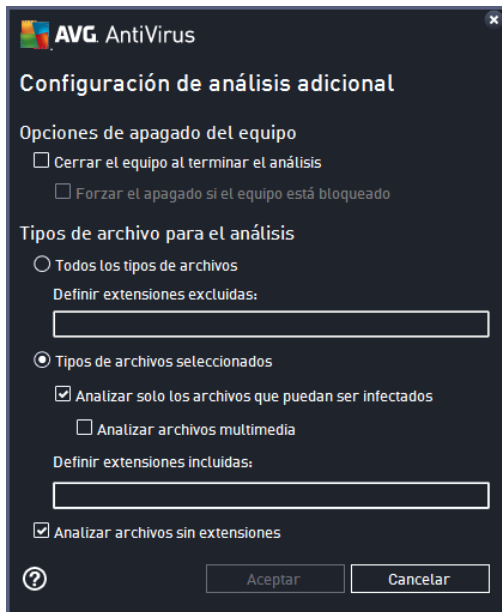 AVG. AntiVirus
Configuración de análisis adicional
Opciones de apagado del equipo
Cerrar el equipo al terminar el análisis
Forzar el apagado si el equipo está bloqueado
Tipos de archivo para el análisis
Todos los tipos de archivos
Definir extensiones excluidas:
Tipos de archivos seleccionados
Analizar solo los archivos que puedan ser infectados
Analizar archivos multimedia
Definir extensiones incluidas:
Analizar archivos sin extensiones
? Aceptar Cancelar